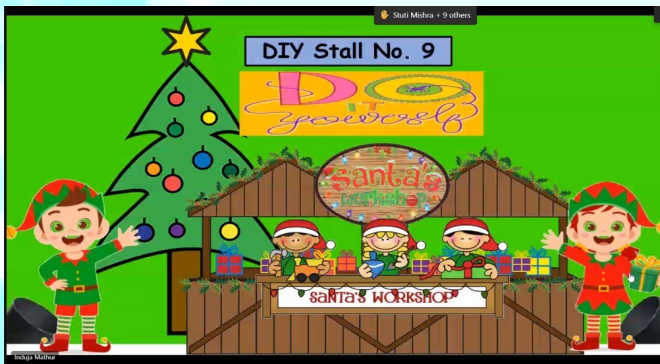 Stuti Mishra + 9 others
DIY Stall No. 9
DO
IT
yourself
Santa's
workshop
SANTA'S WORKSHOP
Induja Mathur